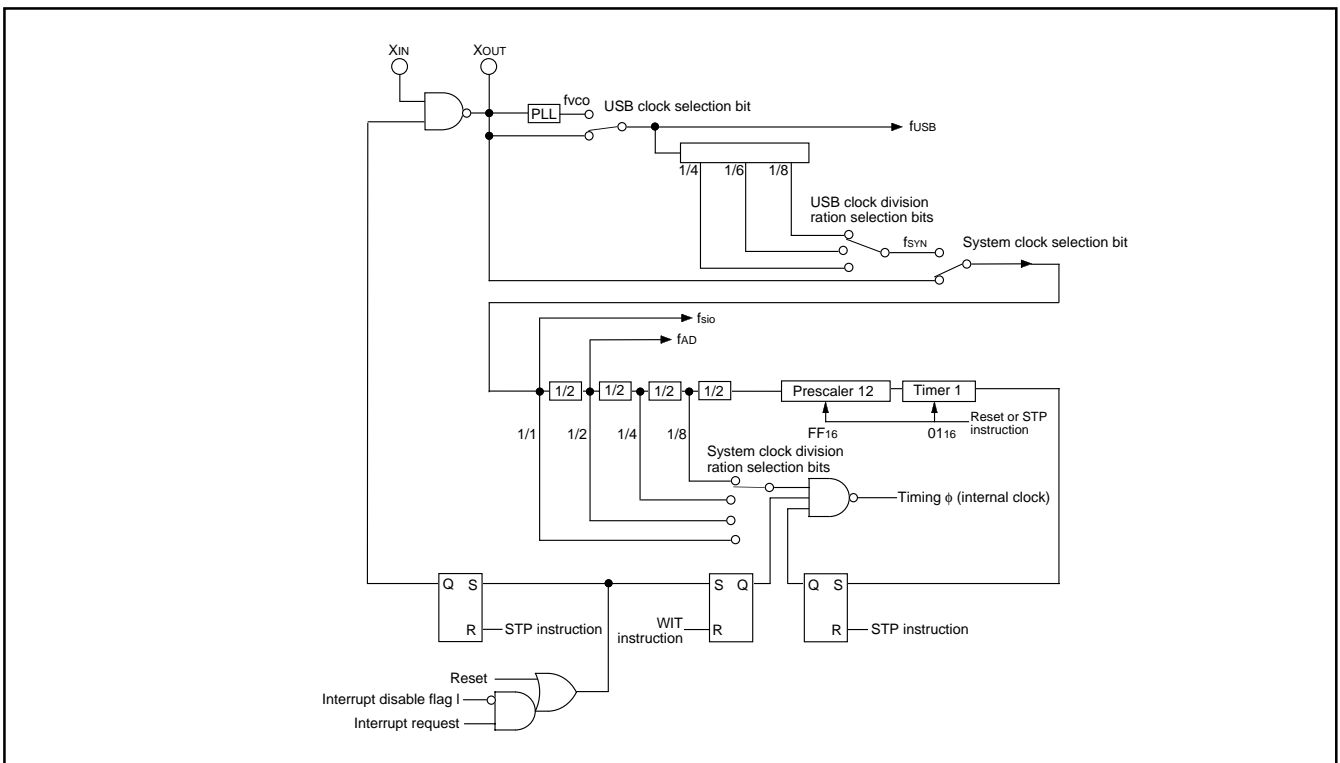 XIN XOUT
PLL
fVCO
USB clock selection bit
fUSB
1/4 1/6 1/8
USB clock division
ration selection bits
fSYN
System clock selection bit
fsio
fAD
1/2 1/2 1/2 1/2
Prescaler 12
Timer 1
1/1 1/2 1/4 1/8
FF16 0116
Reset or STP
instruction
System clock division
ration selection bits
Timing ϕ (internal clock)
Q S
R
STP instruction
WIT
instruction
S Q
R
Q S
R
STP instruction
Reset
Interrupt disable flag I
Interrupt request